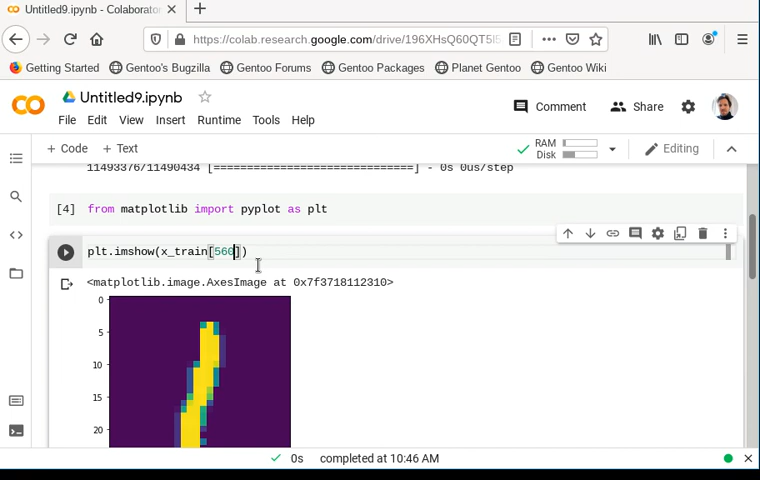 Untitled9.ipynb - Colaborator
https://colab.research.google.com/drive/196XHsQ60QT5l5
Getting Started Gentoo's Bugzilla Gentoo Forums Gentoo Packages Planet Gentoo Gentoo Wiki
Untitled9.ipynb
Comment Share
File Edit View Insert Runtime Tools Help
+ Code + Text RAM Disk Editing
11493376/11490434 [==============================] - 0s 0us/step
[4] from matplotlib import pyplot as plt
plt.imshow(x_train[560])
<matplotlib.image.AxesImage at 0x7f3718112310>
0
5
10
15
20
0s completed at 10:46 AM